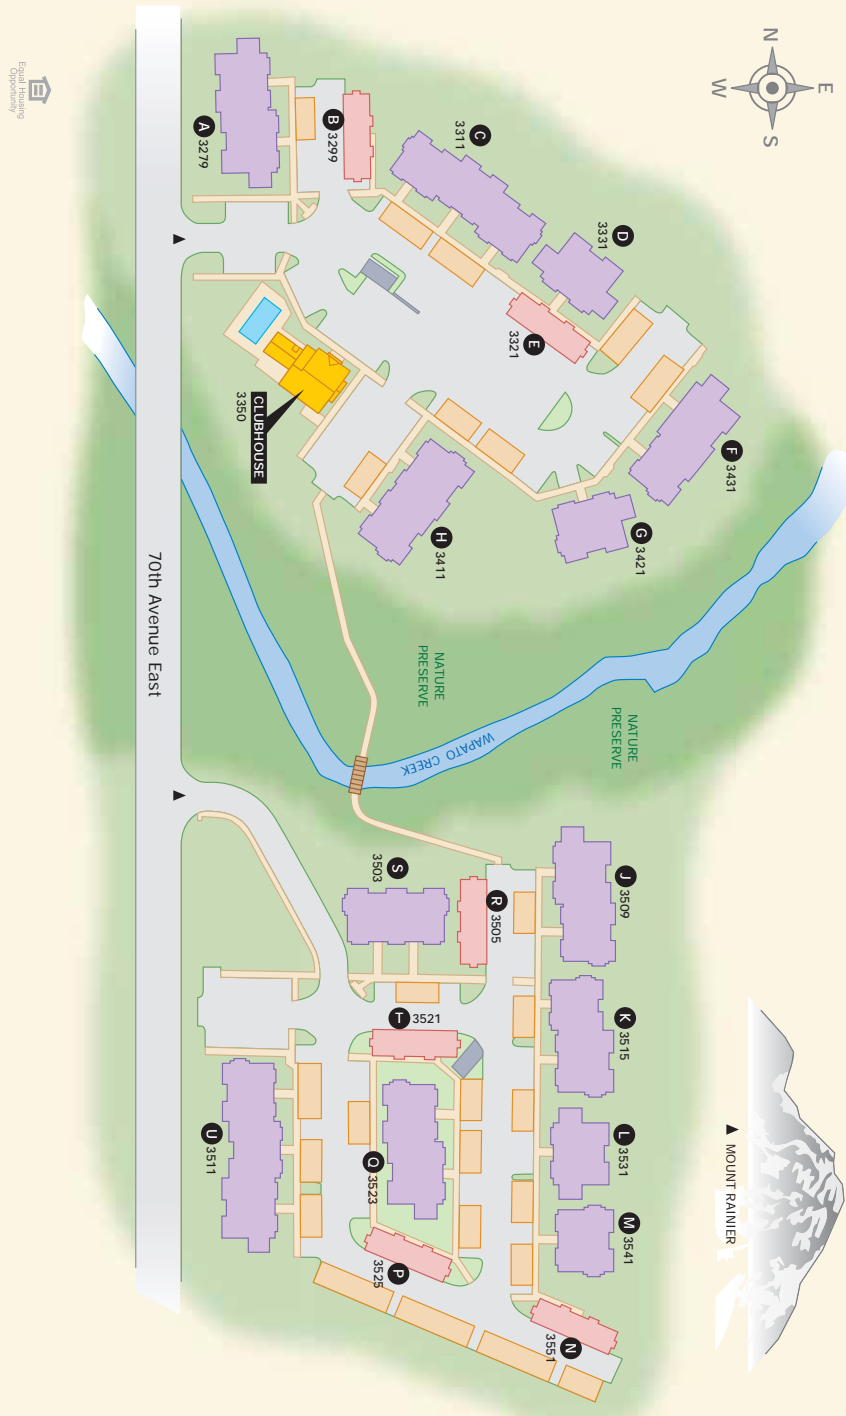 N
E
S
W
Equal Housing
Opportunity
A 3279
B 3299
C
3311
D
3331
E
3321
F 3431
G 3421
H 3411
CLUBHOUSE
3350
70th Avenue East
NATURE
PRESERVE
NATURE
PRESERVE
WAPATO CREEK
J 3509
K 3515
L 3531
M 3541
N
3551
P
3525
Q 3523
R 3505
S
3503
T 3521
U 3511
MOUNT RAINIER